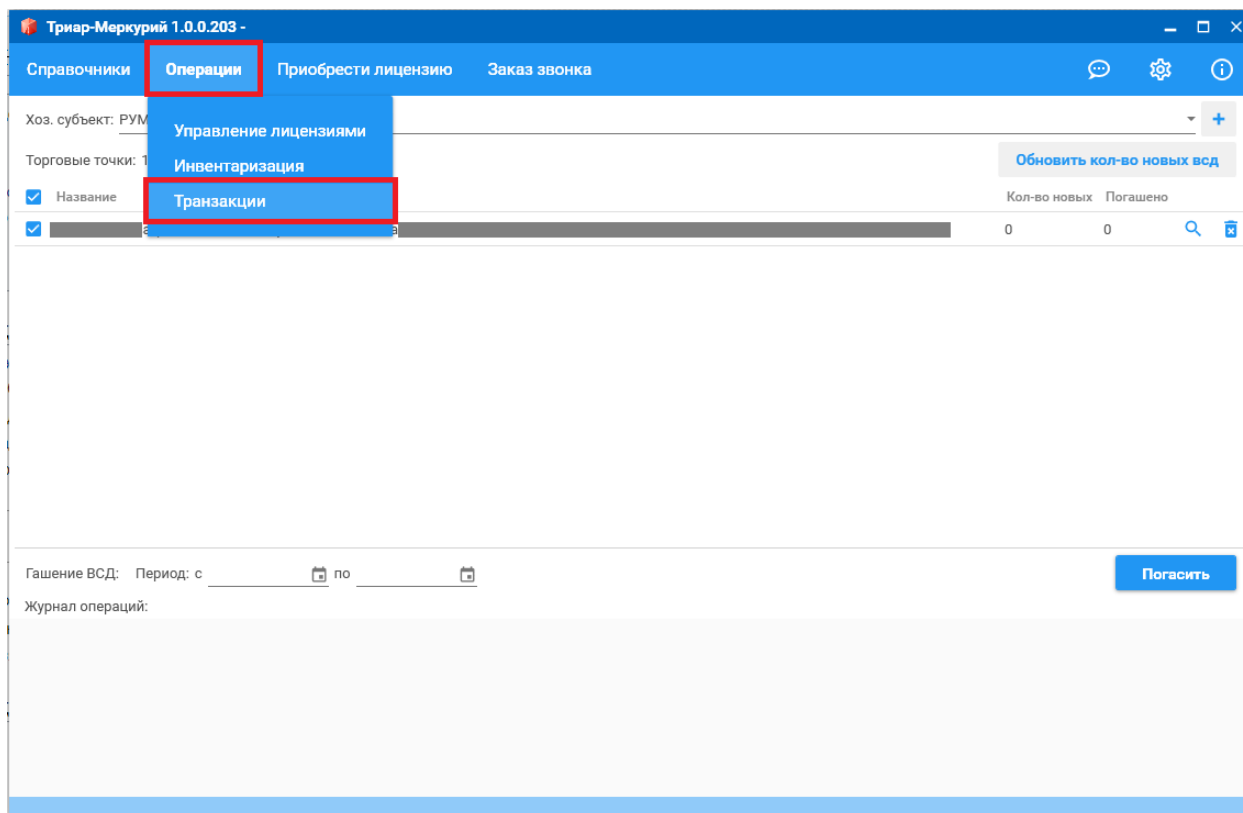 Триар-Меркурий 1.0.0.203 -
Справочники Операции Приобрести лицензию Заказ звонка
Хоз. субъект: РУМ
Управление лицензиями
Торговые точки: 1
Инвентаризация
Обновить кол-во новых всд
Название
Транзакции
Кол-во новых Погашено
0 0
Гашение ВСД: Период: с по
Погасить
Журнал операций: